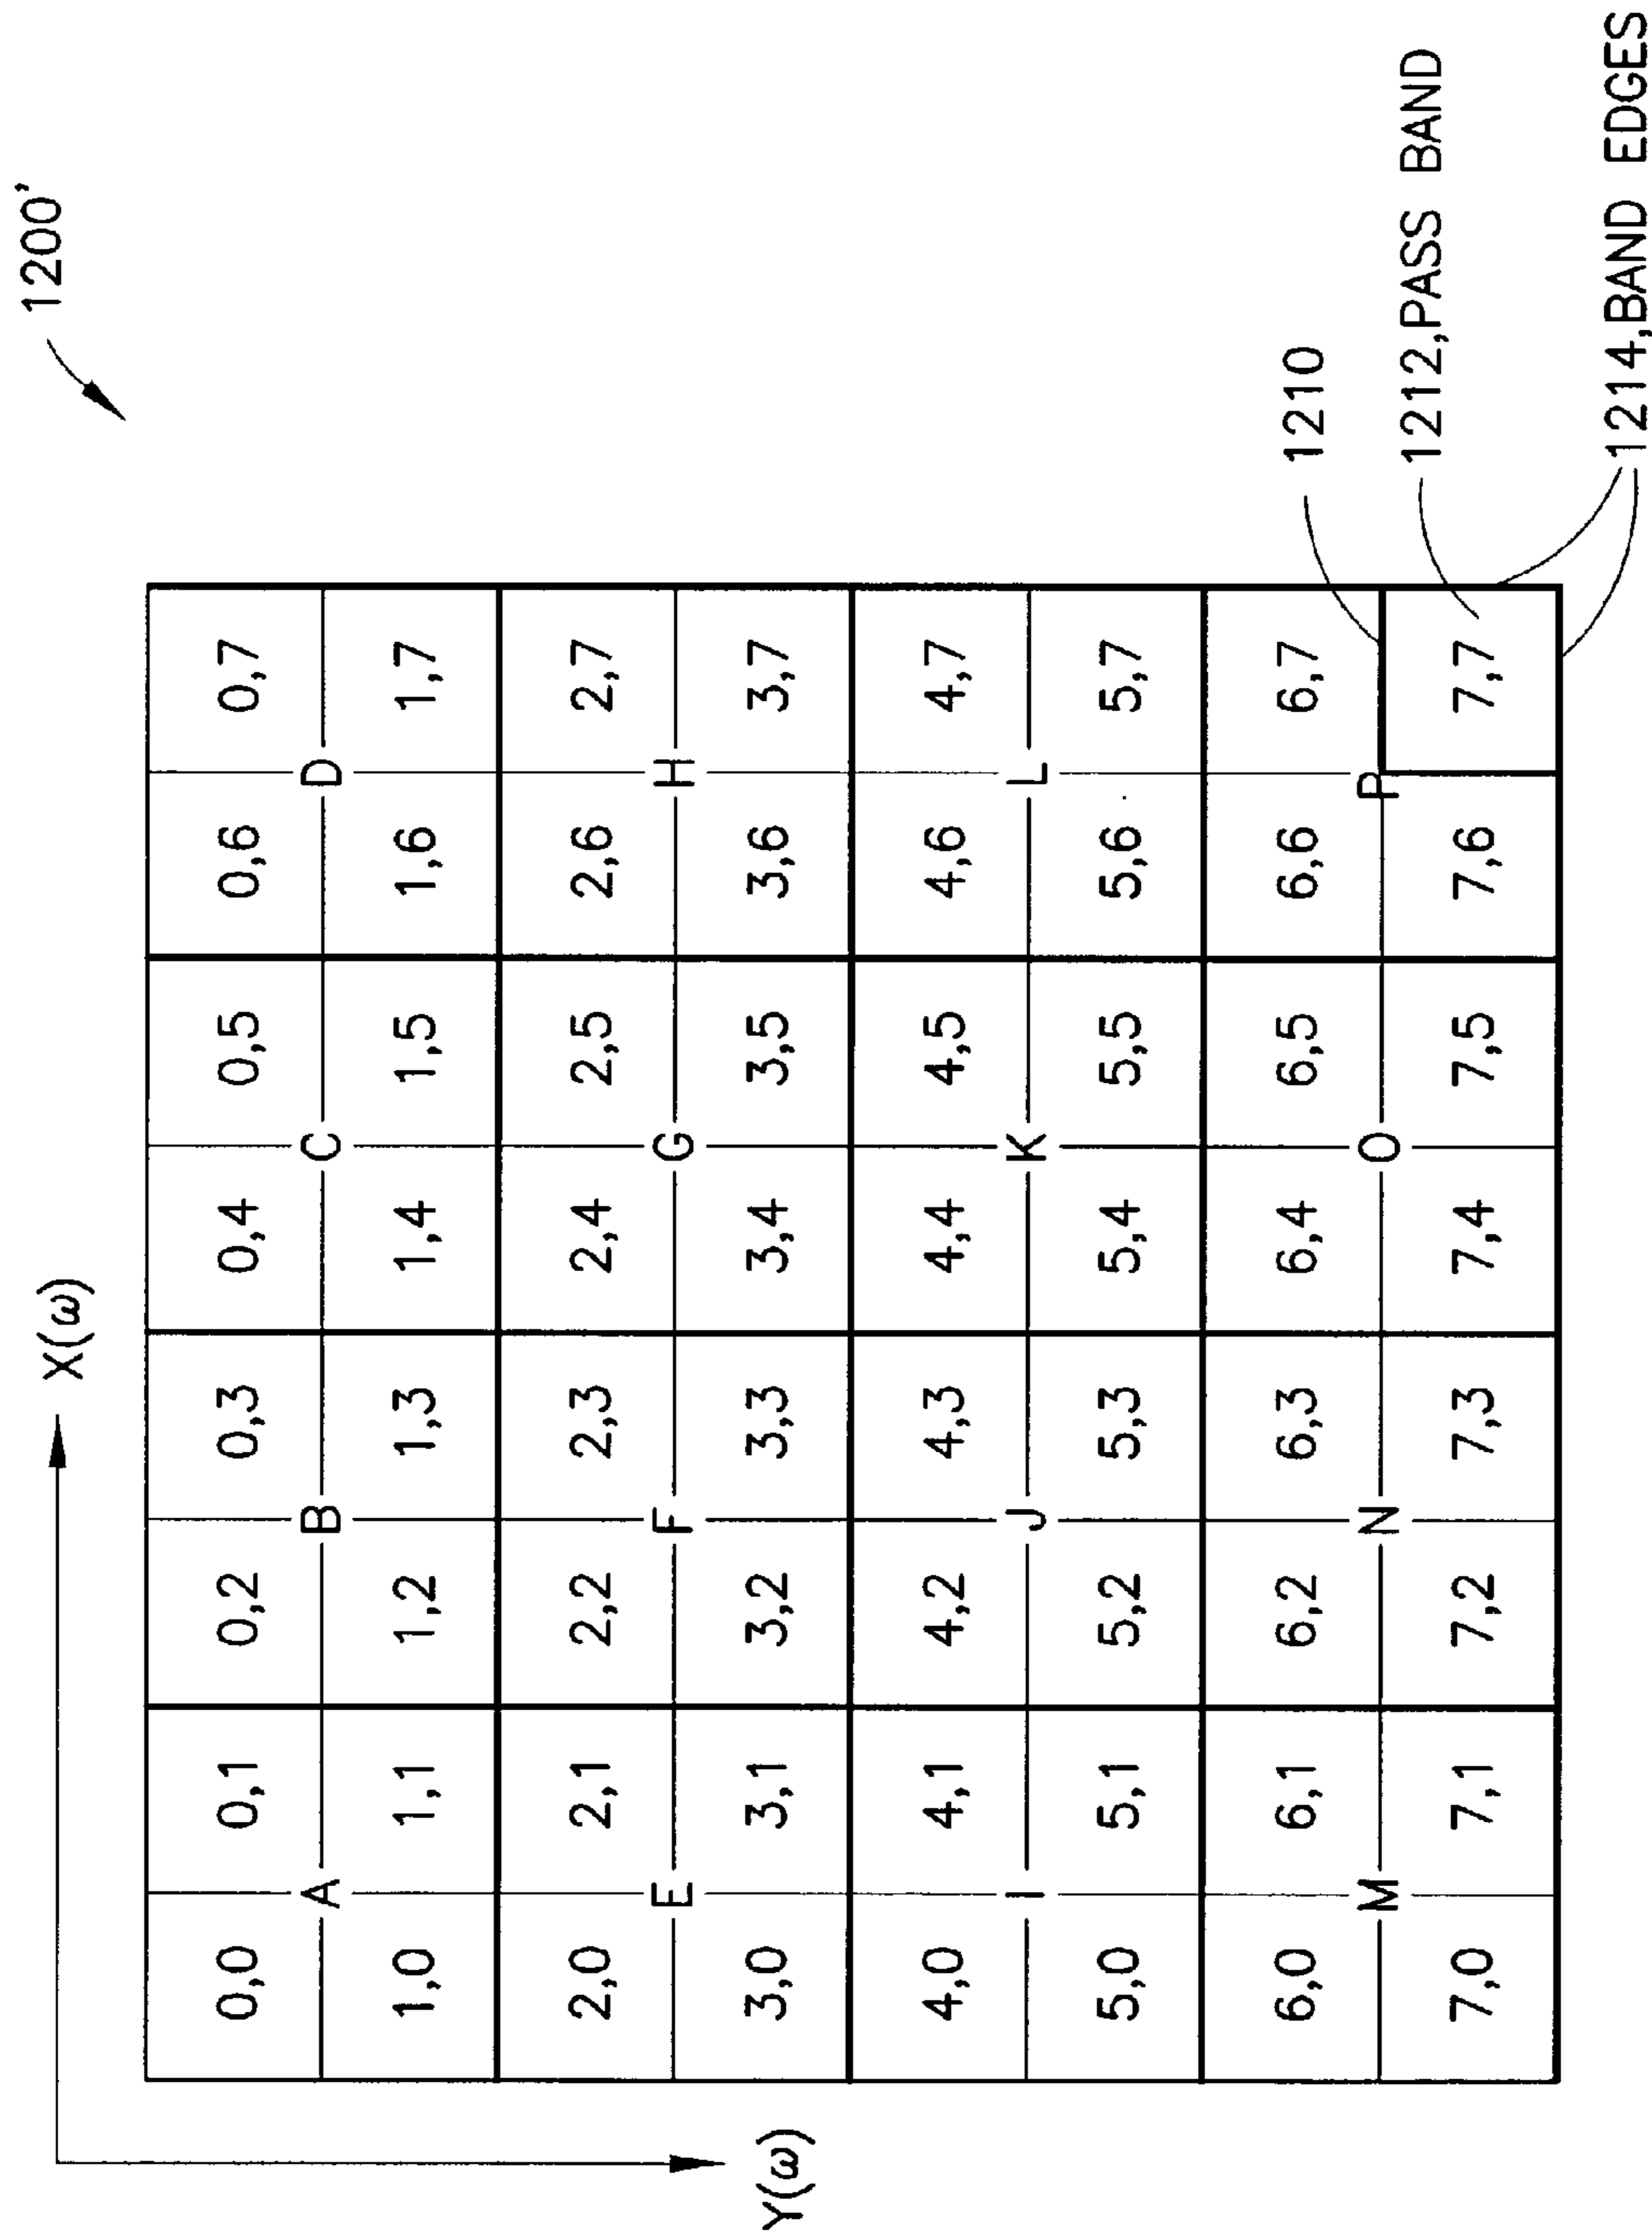 1200'
X(ω)
Y(ω)
0,0 0,1 0,2 0,3 0,4 0,5 0,6 0,7
A B C D
1,0 1,1 1,2 1,3 1,4 1,5 1,6 1,7
2,0 2,1 2,2 2,3 2,4 2,5 2,6 2,7
E F G H
3,0 3,1 3,2 3,3 3,4 3,5 3,6 3,7
4,0 4,1 4,2 4,3 4,4 4,5 4,6 4,7
I J K L
5,0 5,1 5,2 5,3 5,4 5,5 5,6 5,7
6,0 6,1 6,2 6,3 6,4 6,5 6,6 6,7
M N O P
7,0 7,1 7,2 7,3 7,4 7,5 7,6 7,7
1210
1212,PASS BAND
1214,BAND EDGES